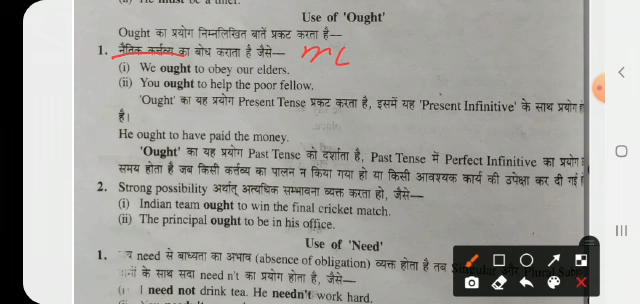 He must be a thief.
Use of 'Ought'
Ought का प्रयोग निम्नलिखित बातें प्रकट करता है—
1. नैतिक कर्त्तव्य का बोध कराता है जैसे—
(i) We ought to obey our elders.
(ii) You ought to help the poor fellow.
'Ought' का यह प्रयोग Present Tense प्रकट करता है, इसमें यह 'Present Infinitive' के साथ प्रयोग
है।
He ought to have paid the money.
'Ought' का यह प्रयोग Past Tense को दर्शाता है, Past Tense में Perfect Infinitive का प्रयोग
समय होता है जब किसी कर्त्तव्य का पालन न किया गया हो या किसी आवश्यक कार्य की उपेक्षा कर दी गई
2. Strong possibility अर्थात् अत्यधिक सम्भावना व्यक्त करता हो, जैसे—
(i) Indian team ought to win the final cricket match.
(ii) The principal ought to be in his office.
Use of 'Need'
1. need से बाध्यता का अभाव (absence of obligation) व्यक्त होता है तब Singular और Plural
के साथ सदा need n't का प्रयोग होता है, जैसे—
I need not drink tea. He needn't work hard.